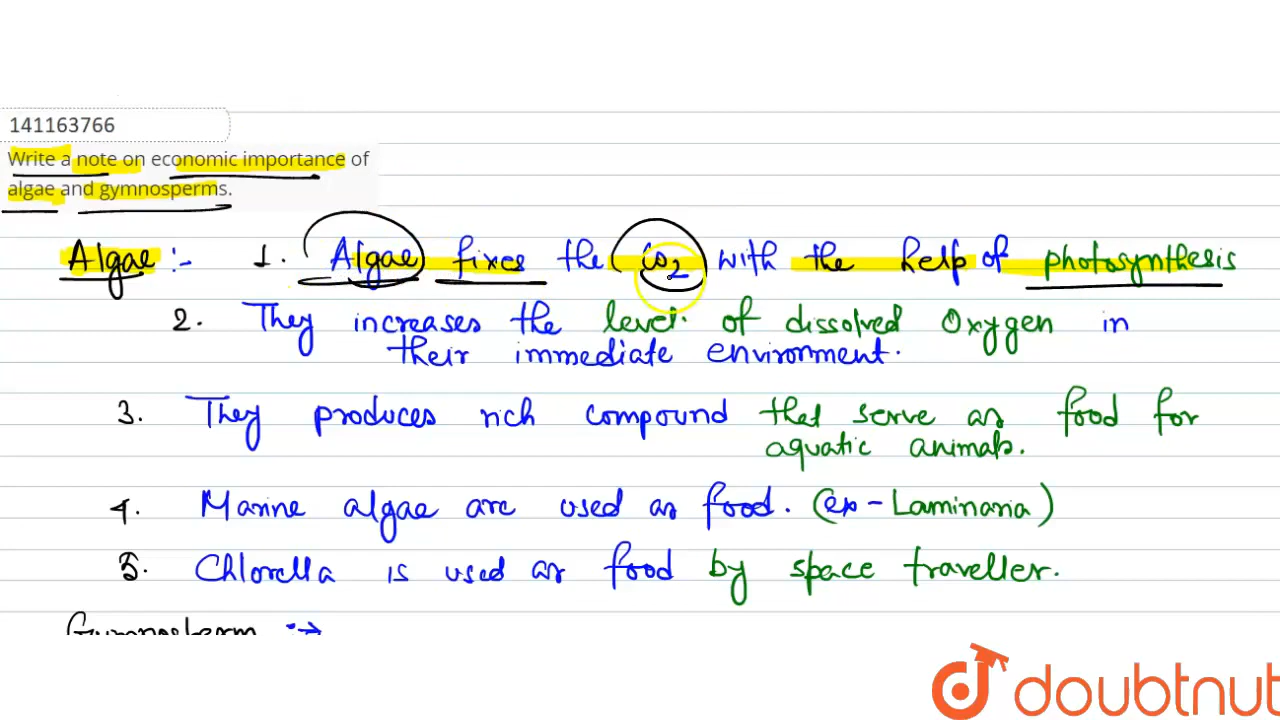 141163766
Write a note on economic importance of
algae and gymnosperms.
Algae :- 1. Algae fixes the CO2 with the help of photosynthesis
2. They increases the level of dissolved Oxygen in
their immediate environment.
3. They produces rich compound that serve as food for
aquatic animals.
4. Marine algae are used as food. (ex - Laminaria)
5. Chlorella is used as food by space traveller.
Gymnosperm :→
doubtnut